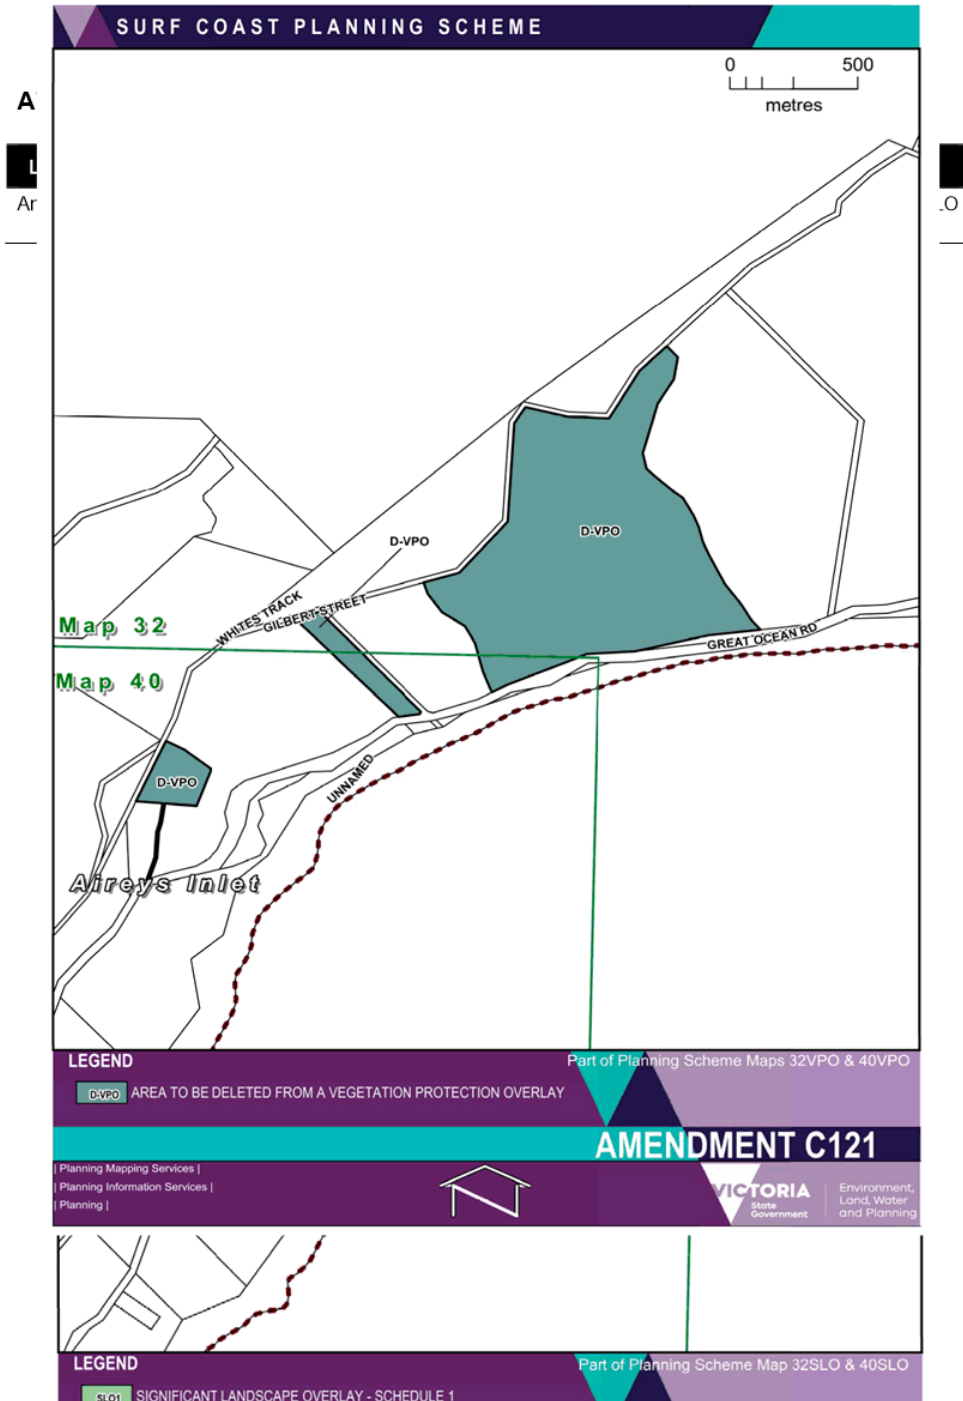 SURF COAST PLANNING SCHEME
0 500
metres
A
L
Ar
LO
D-VPO
D-VPO
WHITES TRACK
GILBERT STREET
Map 32
GREAT OCEAN RD
Map 40
UNNAMED
D-VPO
Aireys Inlet
LEGEND
Part of Planning Scheme Maps 32VPO & 40VPO
D-VPO AREA TO BE DELETED FROM A VEGETATION PROTECTION OVERLAY
AMENDMENT C121
| Planning Mapping Services |
| Planning Information Services |
| Planning |
VICTORIA
State
Government
Environment,
Land, Water
and Planning
LEGEND
Part of Planning Scheme Map 32SLO & 40SLO
SLO1 SIGNIFICANT LANDSCAPE OVERLAY - SCHEDULE 1